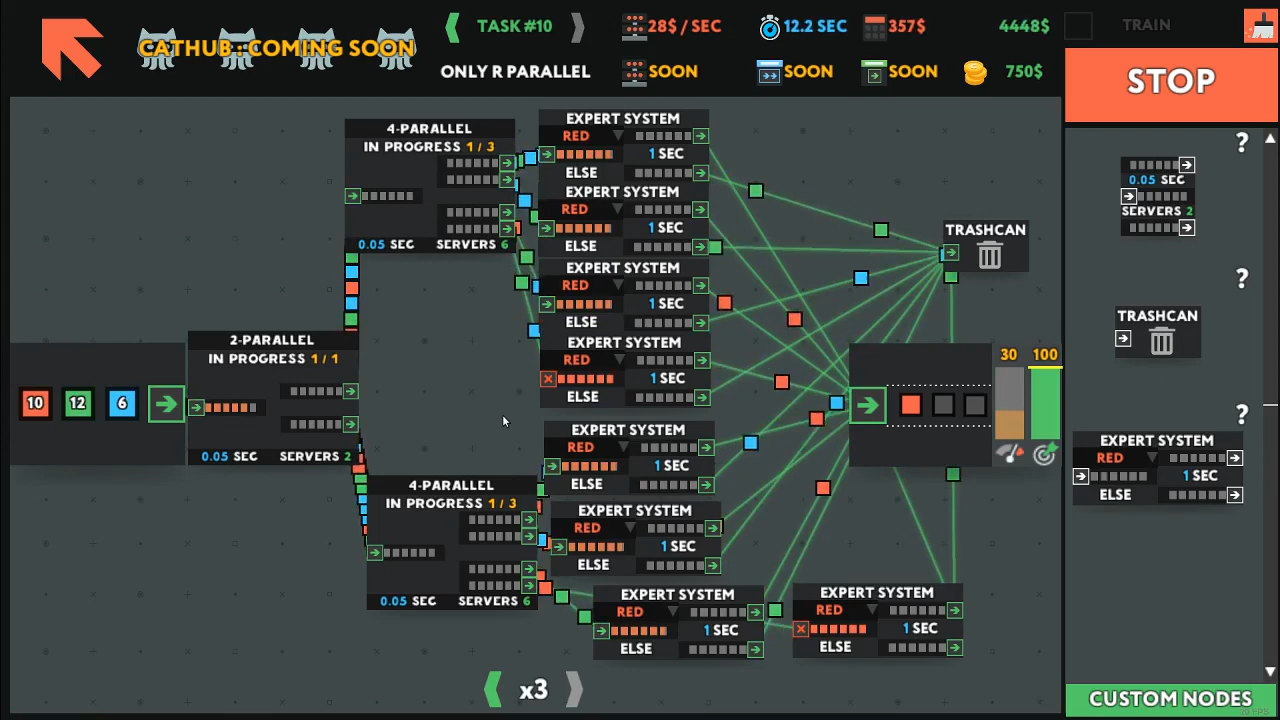 CATHUB : COMING SOON
TASK #10
28$ / SEC
12.2 SEC
357$
4448$
TRAIN
ONLY R PARALLEL
SOON
SOON
SOON
750$
STOP
4-PARALLEL
IN PROGRESS 1 / 3
0.05 SEC SERVERS 6
EXPERT SYSTEM
RED
1 SEC
ELSE
EXPERT SYSTEM
RED
1 SEC
ELSE
EXPERT SYSTEM
RED
1 SEC
ELSE
EXPERT SYSTEM
RED
1 SEC
ELSE
TRASHCAN
2-PARALLEL
IN PROGRESS 1 / 1
10 12 6
0.05 SEC SERVERS 2
30 100
4-PARALLEL
IN PROGRESS 1 / 3
0.05 SEC SERVERS 6
EXPERT SYSTEM
RED
1 SEC
ELSE
EXPERT SYSTEM
RED
1 SEC
ELSE
EXPERT SYSTEM
RED
1 SEC
ELSE
EXPERT SYSTEM
RED
1 SEC
ELSE
x3
?
0.05 SEC
SERVERS 2
?
TRASHCAN
?
EXPERT SYSTEM
RED
1 SEC
ELSE
CUSTOM NODES